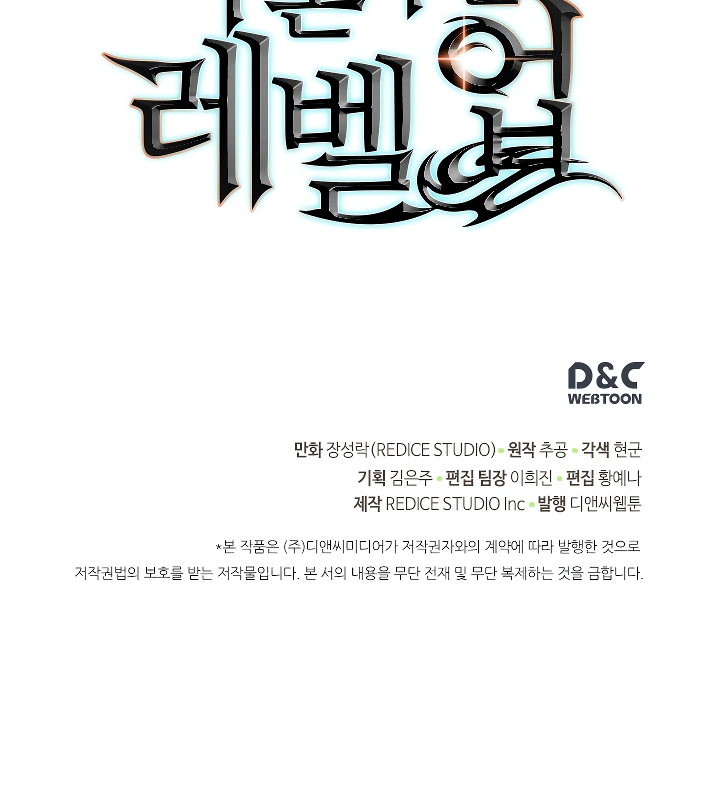 레벨업
D&C
WEBTOON
만화 장성락(REDICE STUDIO) • 원작 추공 • 각색 현군
기획 김은주 • 편집 팀장 이희진 • 편집 황예나
제작 REDICE STUDIO Inc • 발행 디앤씨웹툰
*본 작품은 (주)디앤씨미디어가 저작권자와의 계약에 따라 발행한 것으로
저작권법의 보호를 받는 저작물입니다. 본 서의 내용을 무단 전재 및 무단 복제하는 것을 금합니다.